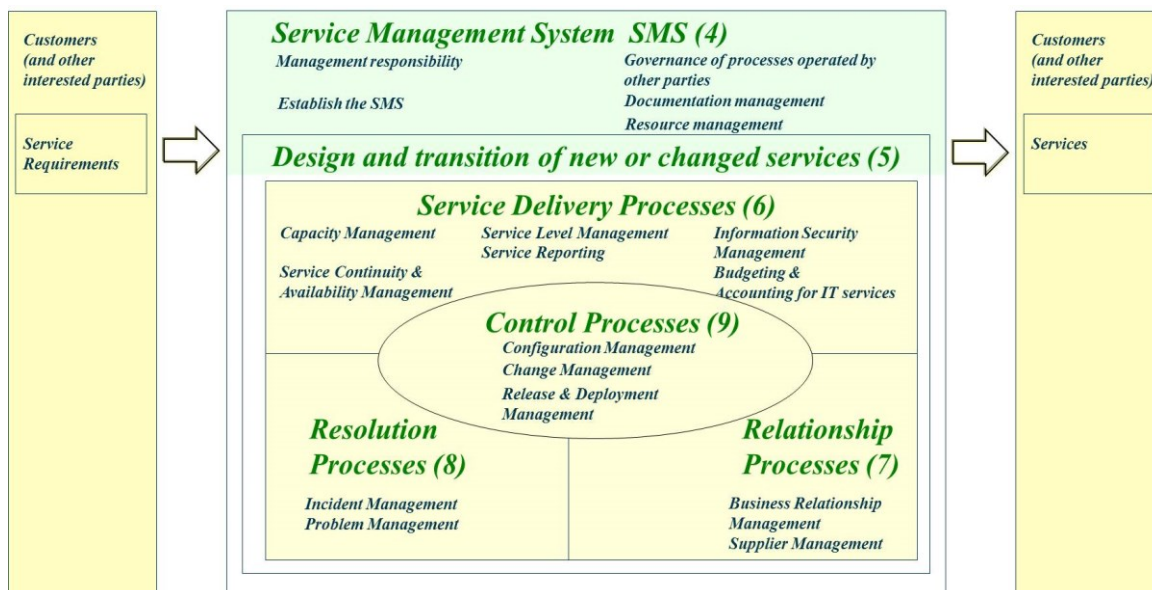 Customers
(and other
interested parties)
Service
Requirements
Service Management System SMS (4)
Management responsibility
Establish the SMS
Governance of processes operated by
other parties
Documentation management
Resource management
Design and transition of new or changed services (5)
Service Delivery Processes (6)
Capacity Management
Service Continuity &
Availability Management
Service Level Management
Service Reporting
Information Security
Management
Budgeting &
Accounting for IT services
Control Processes (9)
Configuration Management
Change Management
Release & Deployment
Management
Resolution
Processes (8)
Incident Management
Problem Management
Relationship
Processes (7)
Business Relationship
Management
Supplier Management
Customers
(and other
interested parties)
Services